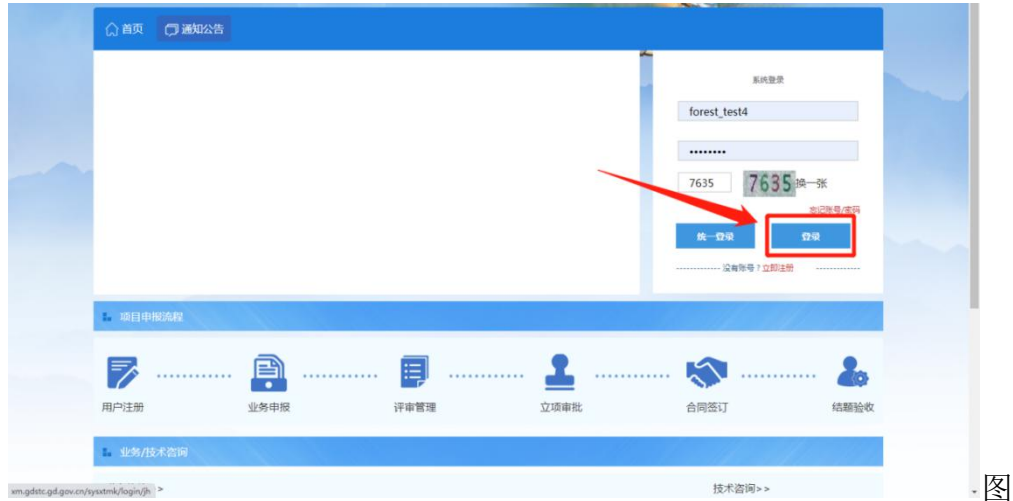 首页 通知公告
系统登录
forest_test4
••••••••
7635 7635 换一张
忘记账号/密码
统一登录 登录
------------- 没有账号？立即注册 -------------
项目申报流程
用户注册 业务申报 评审管理 立项审批 合同签订 结题验收
业务/技术咨询
xm.gdstc.gd.gov.cn/sysxtmk/login/jh > 技术咨询>>
图